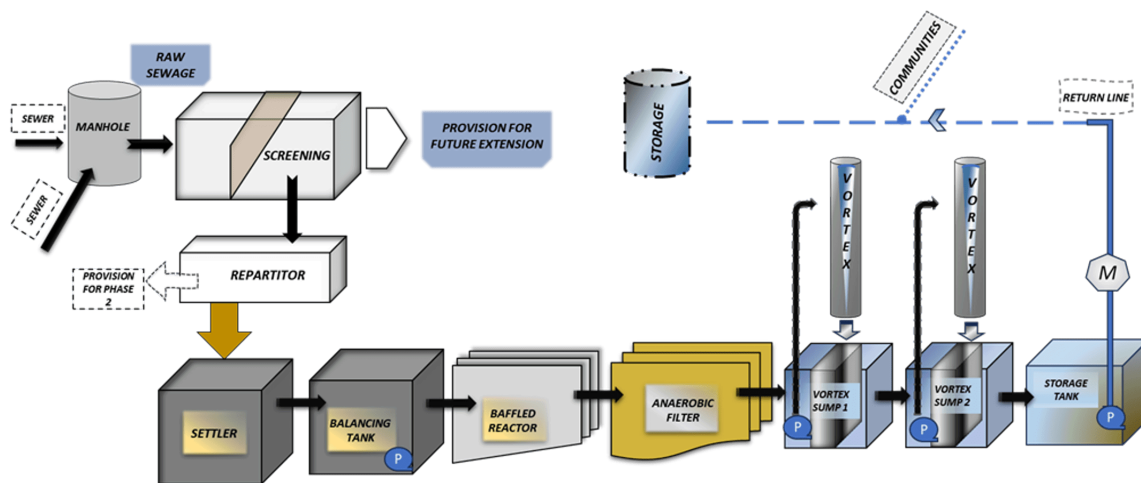 RAW
SEWAGE
SEWER
MANHOLE
SEWER
SCREENING
PROVISION FOR
FUTURE EXTENSION
STORAGE
COMMUNITIES
RETURN LINE
VORTEX
VORTEX
M
REPARTITOR
PROVISION
FOR PHASE
2
SETTLER
BALANCING
TANK
P
BAFFLED
REACTOR
ANAEROBIC
FILTER
VORTEX
SUMP 1
P
VORTEX
SUMP 2
P
STORAGE
TANK
P